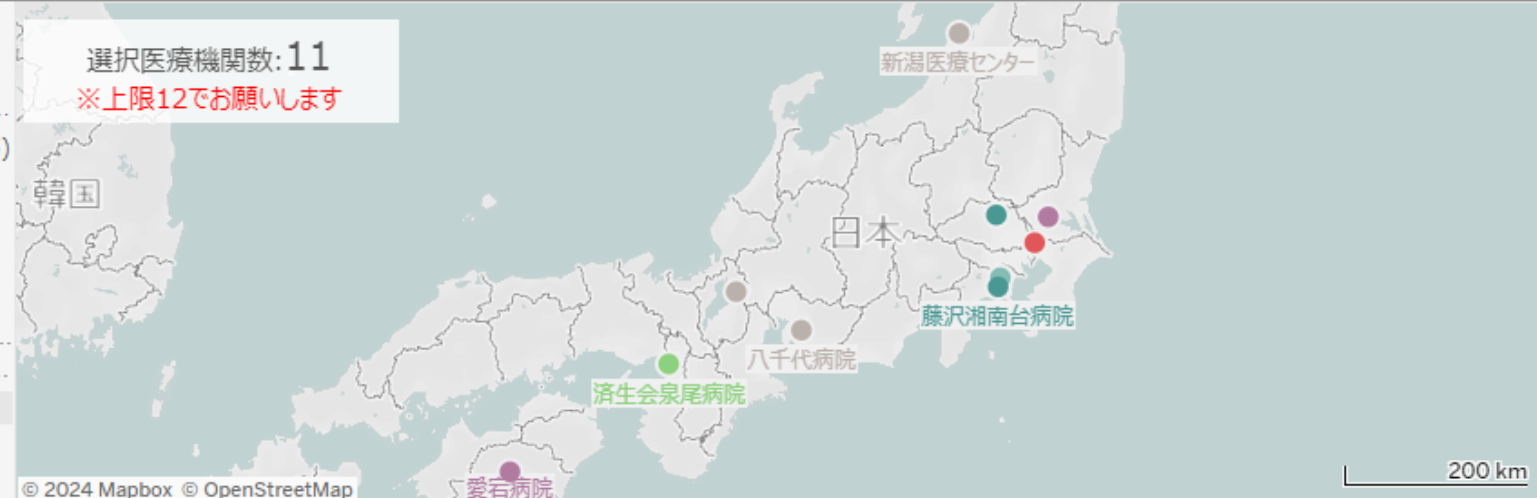 選択医療機関数:11
※上限12でお願いします
新潟医療センター
)
韓国
日本
藤沢湘南台病院
八千代病院
済生会泉尾病院
愛宕病院
200 km
© 2024 Mapbox © OpenStreetMap